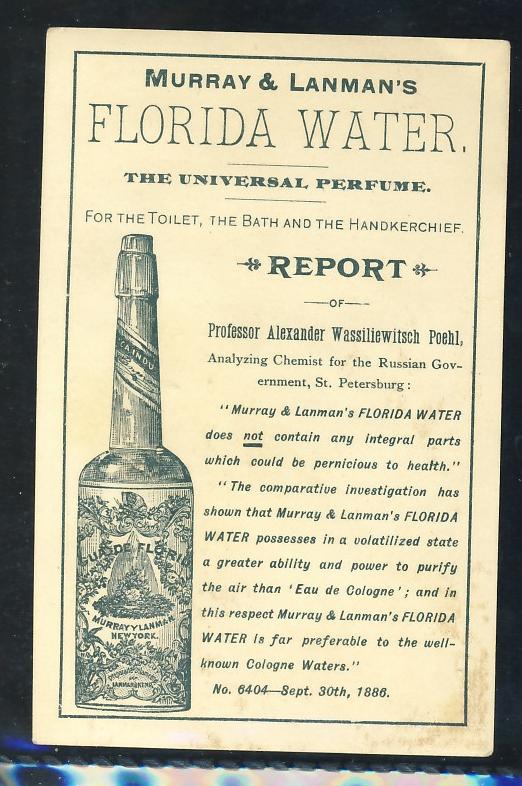 MURRAY & LANMAN'S
FLORIDA WATER.
THE UNIVERSAL PERFUME.
FOR THE TOILET, THE BATH AND THE HANDKERCHIEF.
REPORT
—OF—
Professor Alexander Wassiliewitsch Poehl,
Analyzing Chemist for the Russian Gov-
ernment, St. Petersburg:
"Murray & Lanman's FLORIDA WATER
does not contain any integral parts
which could be pernicious to health."
"The comparative investigation has
shown that Murray & Lanman's FLORIDA
WATER possesses in a volatilized state
a greater ability and power to purify
the air than 'Eau de Cologne'; and in
this respect Murray & Lanman's FLORIDA
WATER is far preferable to the well-
known Cologne Waters."
No. 6404—Sept. 30th, 1886.
MURRAY Y LANMAN
NEW YORK.